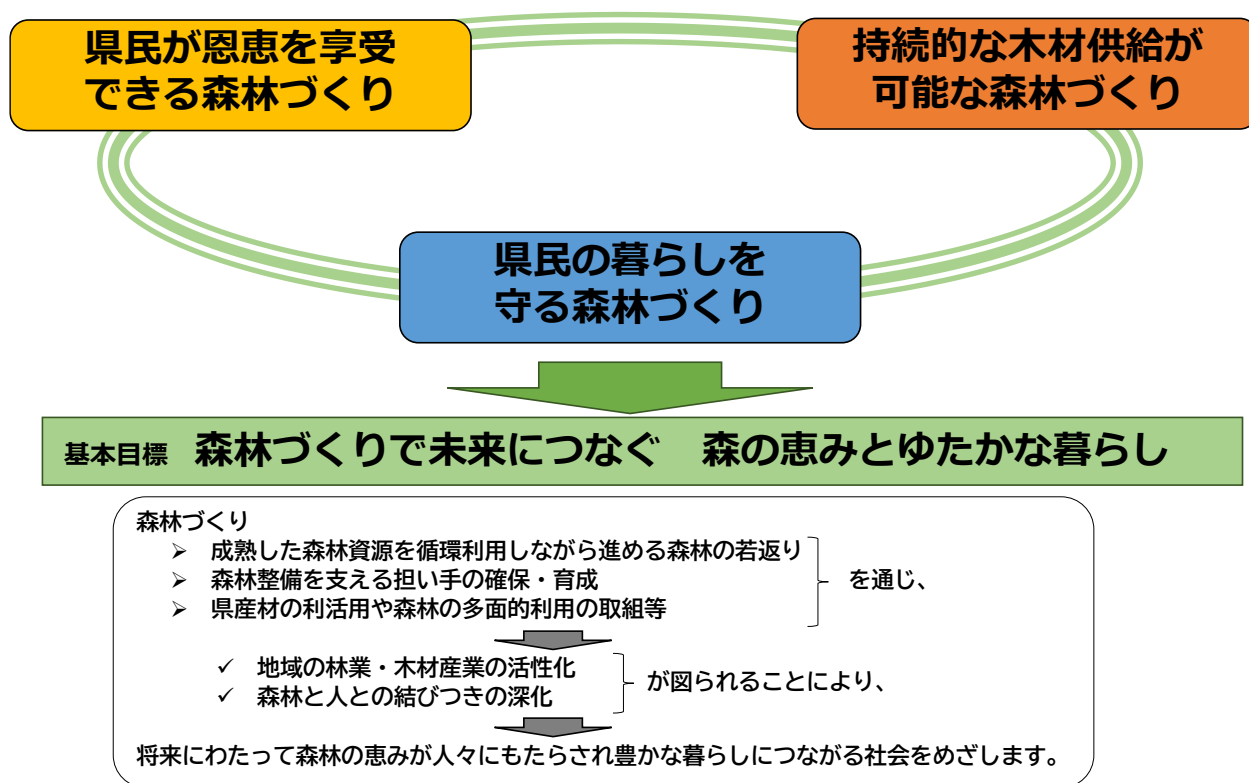 県民が恩恵を享受
できる森林づくり
持続的な木材供給が
可能な森林づくり
県民の暮らしを
守る森林づくり
基本目標 森林づくりで未来につなぐ 森の恵みとゆたかな暮らし
森林づくり
➢ 成熟した森林資源を循環利用しながら進める森林の若返り
➢ 森林整備を支える担い手の確保・育成
➢ 県産材の利活用や森林の多面的利用の取組等
を通じ、
✓ 地域の林業・木材産業の活性化
✓ 森林と人との結びつきの深化
が図られることにより、
将来にわたって森林の恵みが人々にもたらされ豊かな暮らしにつながる社会をめざします。